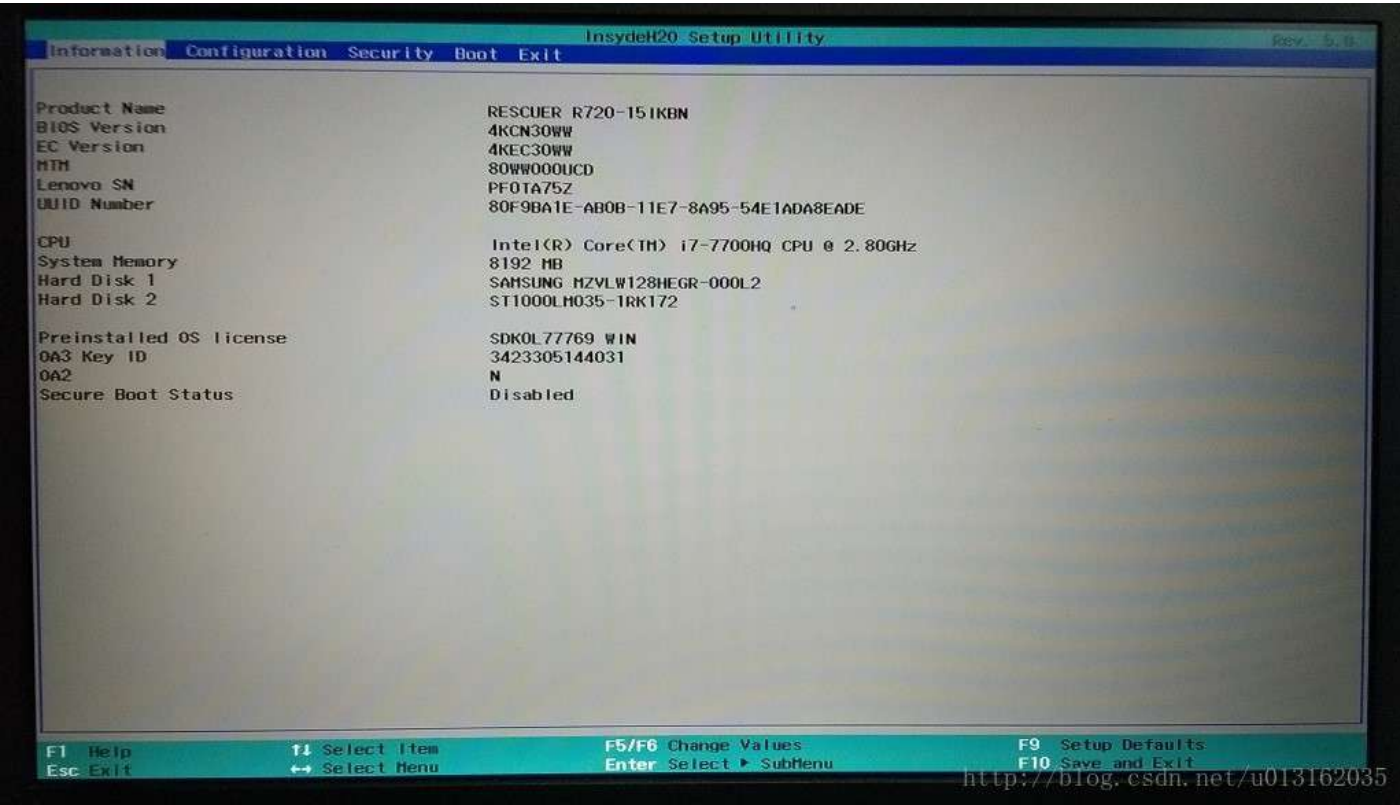 InsydeH20 Setup Utility
Rev. 5.0
Information Configuration Security Boot Exit
Product Name RESCUER R720-15IKBN
BIOS Version 4KCN30WW
EC Version 4KEC30WW
MTM 80WW000UCD
Lenovo SN PF0TA75Z
UUID Number 80F9BA1E-AB0B-11E7-8A95-54E1ADA8EADE
CPU Intel(R) Core(TM) i7-7700HQ CPU @ 2.80GHz
System Memory 8192 MB
Hard Disk 1 SAMSUNG MZVLW128HEGR-000L2
Hard Disk 2 ST1000LM035-1RK172
Preinstalled OS license SDK0L77769 WIN
OA3 Key ID 3423305144031
OA2 N
Secure Boot Status Disabled
F1 Help ↑↓ Select Item F5/F6 Change Values F9 Setup Defaults
Esc Exit ↔ Select Menu Enter Select ▶ SubMenu F10 Save and Exit
http://blog.csdn.net/u013162035